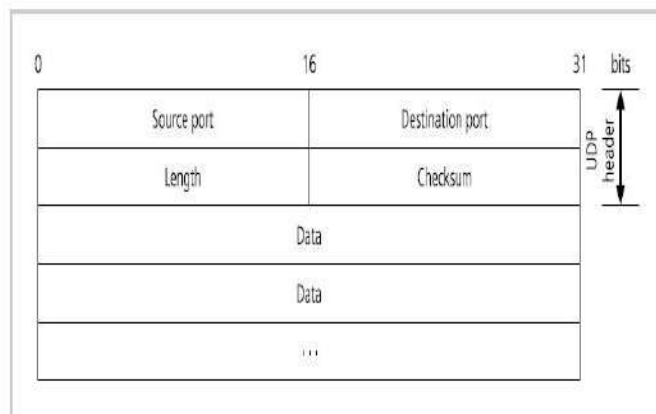 0 16 31 bits
Source port Destination port
Length Checksum
UDP header
Data
Data
...